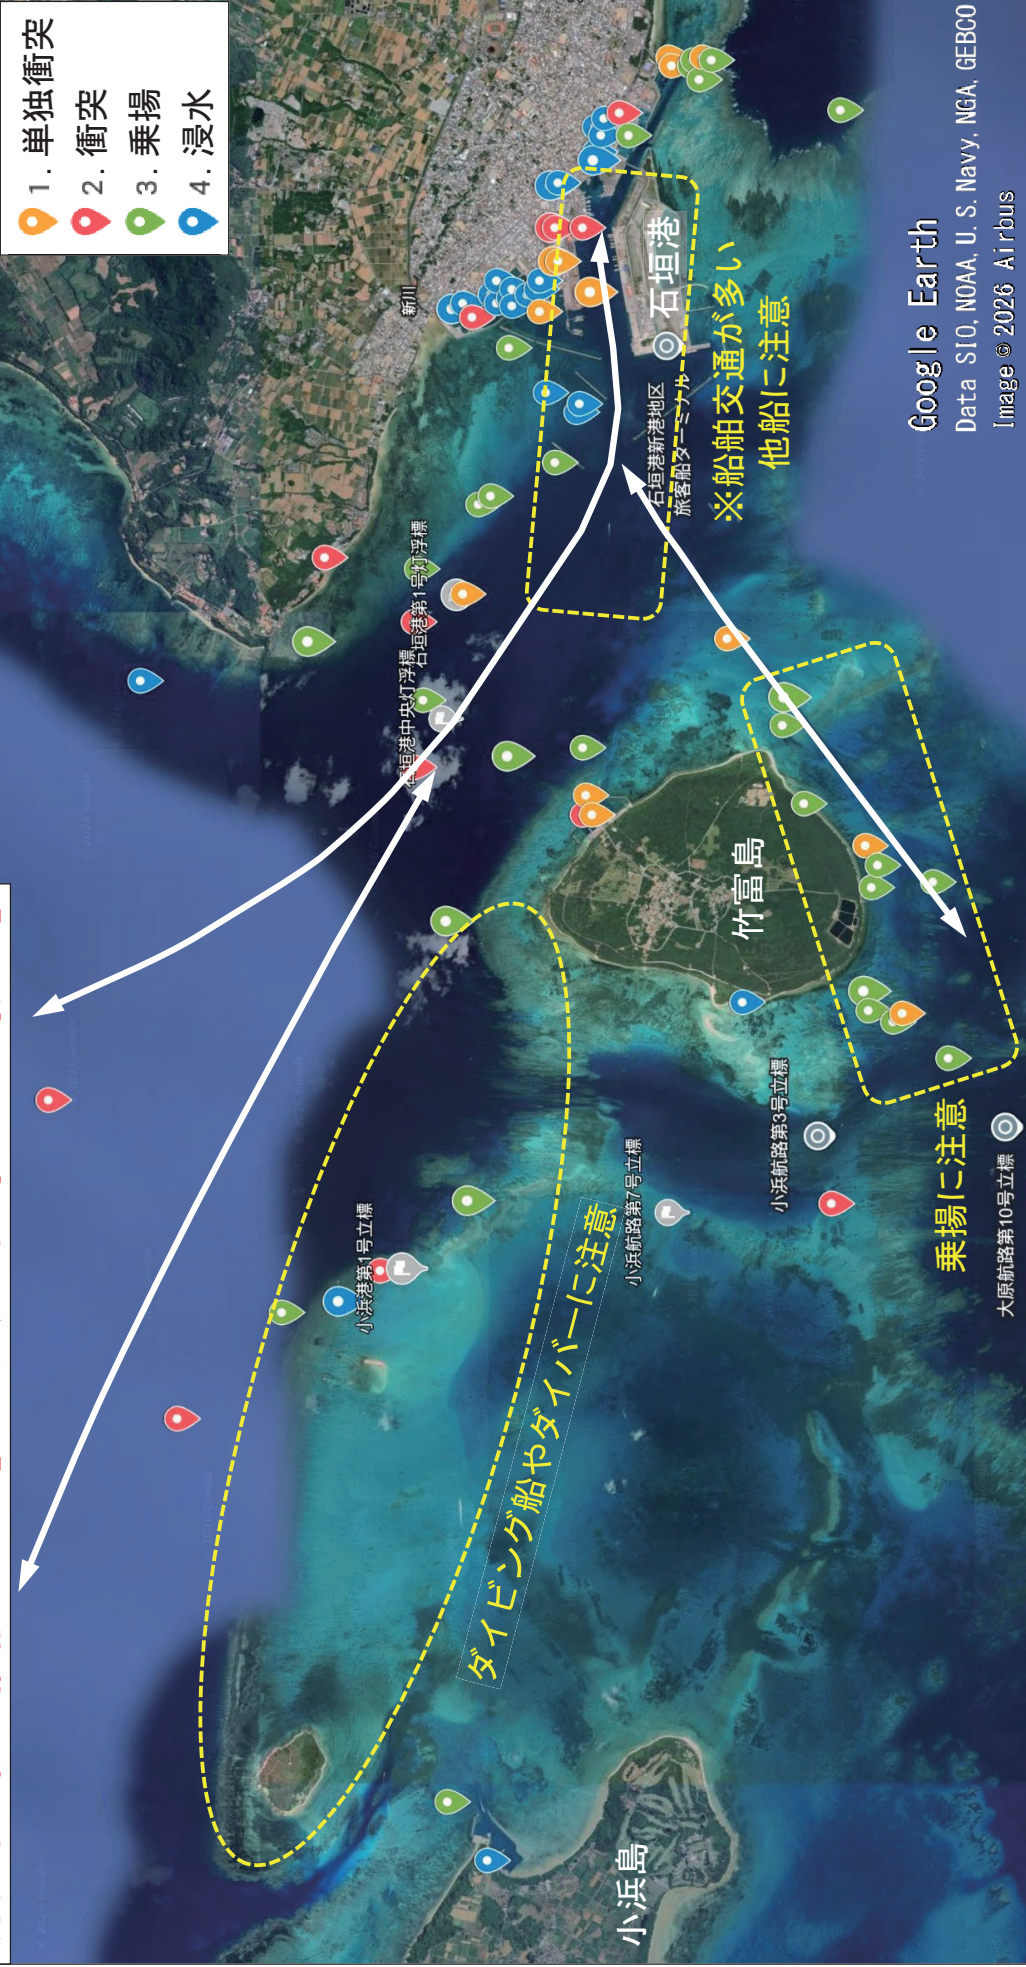 1. 単独衝突
2. 衝突
3. 乗揚
4. 浸水
新川
石垣港
石垣港新港地区
旅客船ターミナル
※船舶交通が多い
他船に注意
石垣港第1号灯浮標
石垣港中央灯浮標
竹富島
小浜港第1号立標
小浜航路第7号立標
小浜航路第3号立標
大原航路第10号立標
乗揚に注意
ダイビング船やダイバーに注意
小浜島
Google Earth
Data SIO, NOAA, U. S. Navy, NGA, GEBCO
Image © 2026 Airbus